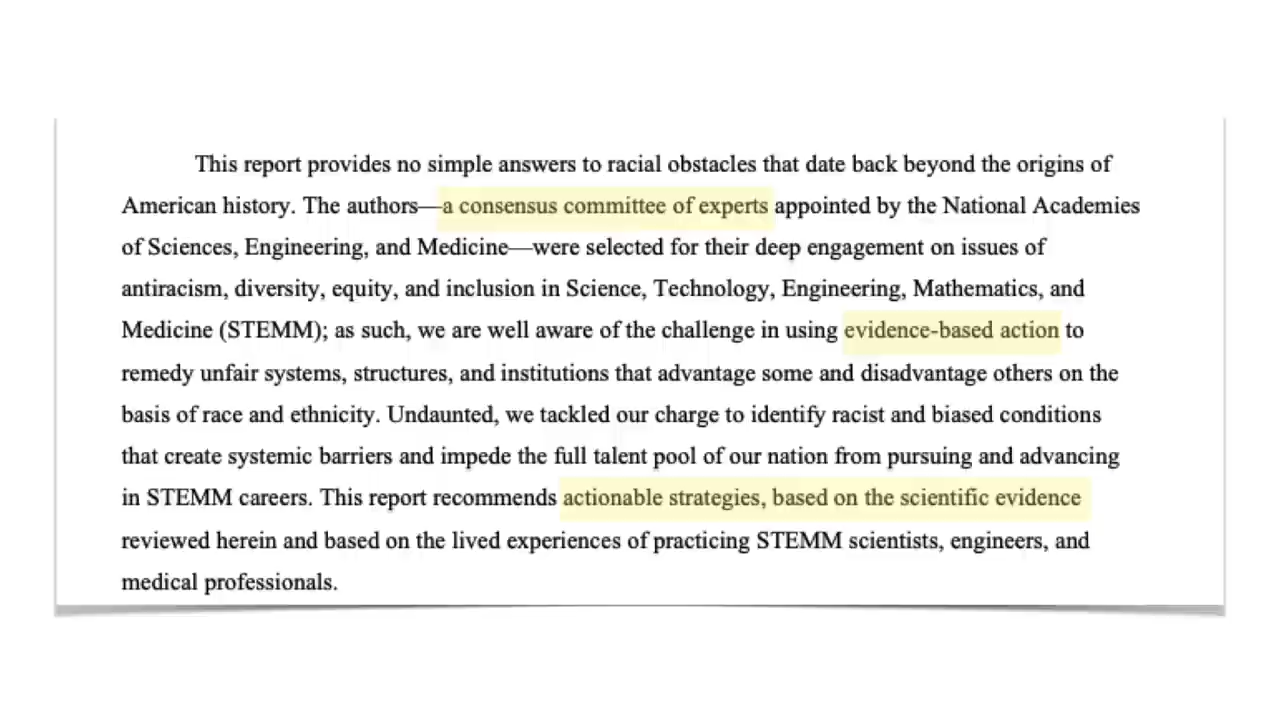 This report provides no simple answers to racial obstacles that date back beyond the origins of
American history. The authors—a consensus committee of experts appointed by the National Academies
of Sciences, Engineering, and Medicine—were selected for their deep engagement on issues of
antiracism, diversity, equity, and inclusion in Science, Technology, Engineering, Mathematics, and
Medicine (STEMM); as such, we are well aware of the challenge in using evidence-based action to
remedy unfair systems, structures, and institutions that advantage some and disadvantage others on the
basis of race and ethnicity. Undaunted, we tackled our charge to identify racist and biased conditions
that create systemic barriers and impede the full talent pool of our nation from pursuing and advancing
in STEMM careers. This report recommends actionable strategies, based on the scientific evidence
reviewed herein and based on the lived experiences of practicing STEMM scientists, engineers, and
medical professionals.